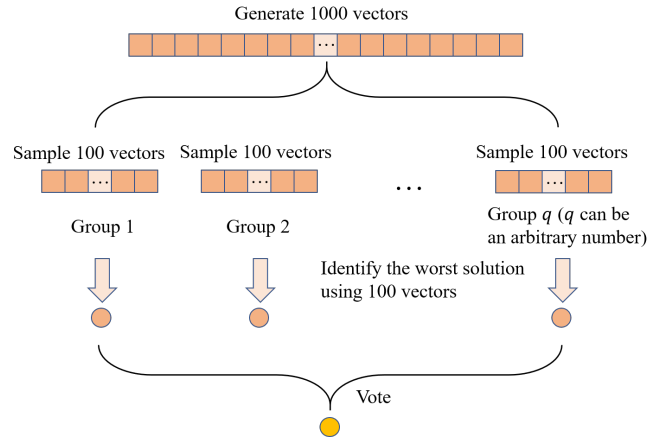 Generate 1000 vectors
...
Sample 100 vectors
Sample 100 vectors
Sample 100 vectors
...
...
...
...
Group 1
Group 2
Group q (q can be
an arbitrary number)
Identify the worst solution
using 100 vectors
Vote